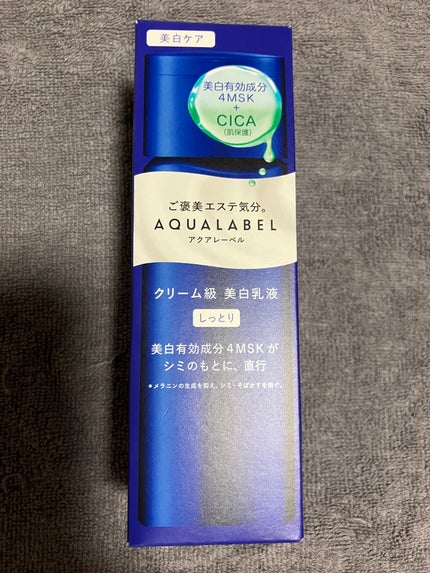 美白ケア
美白有効成分
4MSK
+
CICA
(肌保護)
ご褒美エステ気分。
AQUALABEL
アクアレーベル
クリーム級 美白乳液
しっとり
美白有効成分4MSKが
シミのもとに、直行
＊メラニンの生成を抑え、シミ・そばかすを防ぐ。